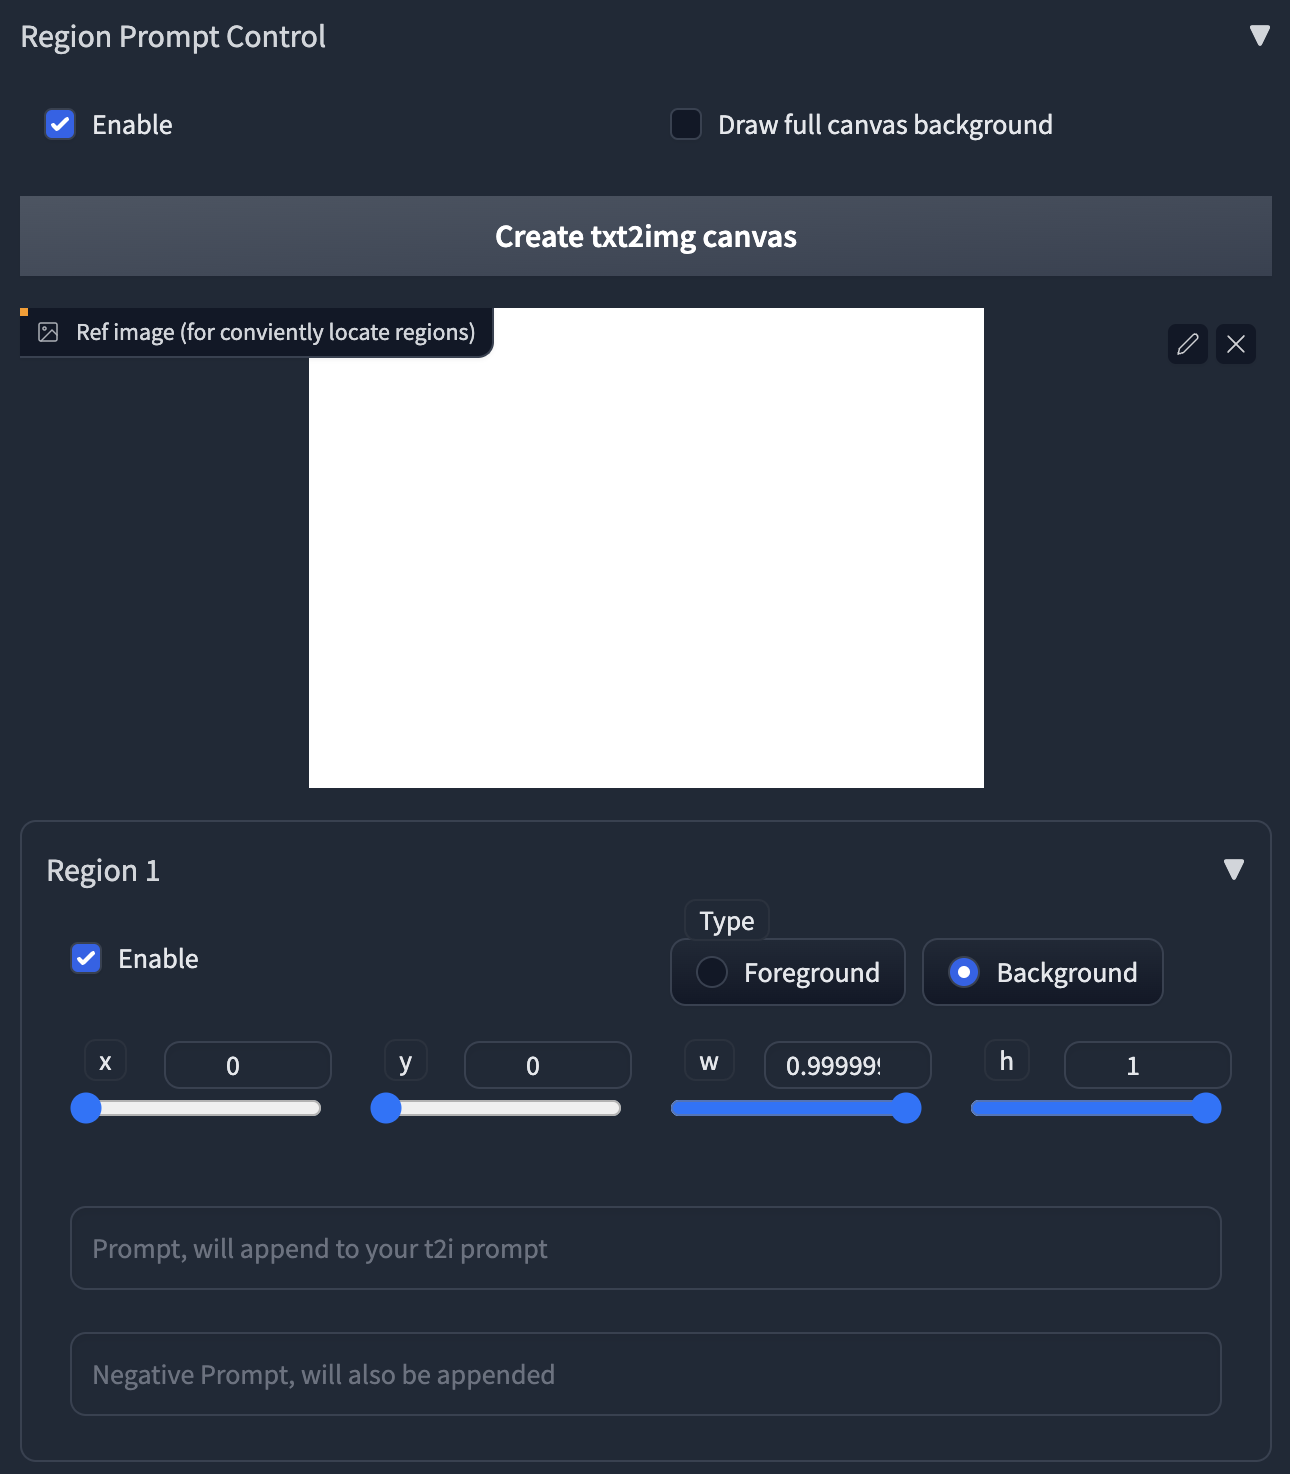 Region Prompt Control ▼
Enable
Draw full canvas background
Create txt2img canvas
Ref image (for conviently locate regions)
Region 1 ▼
Type
Enable
Foreground
Background
x 0
y 0
w 0.999999
h 1
Prompt, will append to your t2i prompt
Negative Prompt, will also be appended